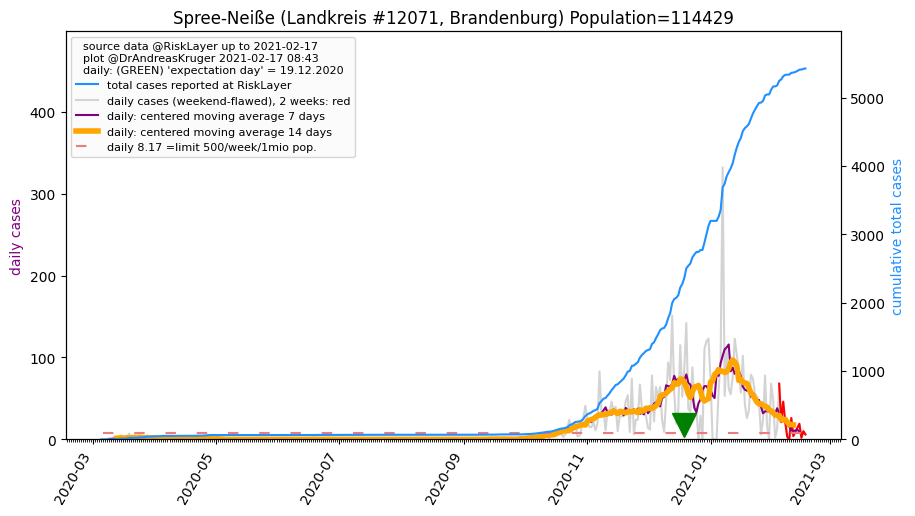 Spree-Neiße (Landkreis #12071, Brandenburg) Population=114429
source data @RiskLayer up to 2021-02-17
plot @DrAndreasKruger 2021-02-17 08:43
daily: (GREEN) 'expectation day' = 19.12.2020
total cases reported at RiskLayer
daily cases (weekend-flawed), 2 weeks: red
daily: centered moving average 7 days
daily: centered moving average 14 days
daily 8.17 =limit 500/week/1mio pop.
daily cases
400
300
200
100
0
5000
4000
3000
2000
1000
0
cumulative total cases
2020-03
2020-05
2020-07
2020-09
2020-11
2021-01
2021-03